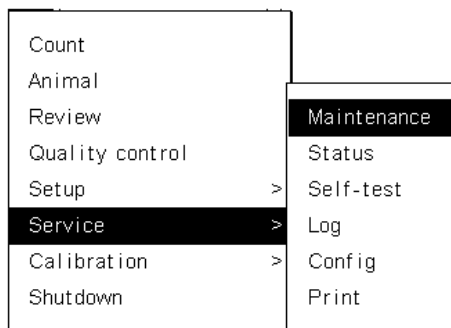 Count
Animal
Review
Quality control
Setup >
Service >
Calibration >
Shutdown
Maintenance
Status
Self-test
Log
Config
Print